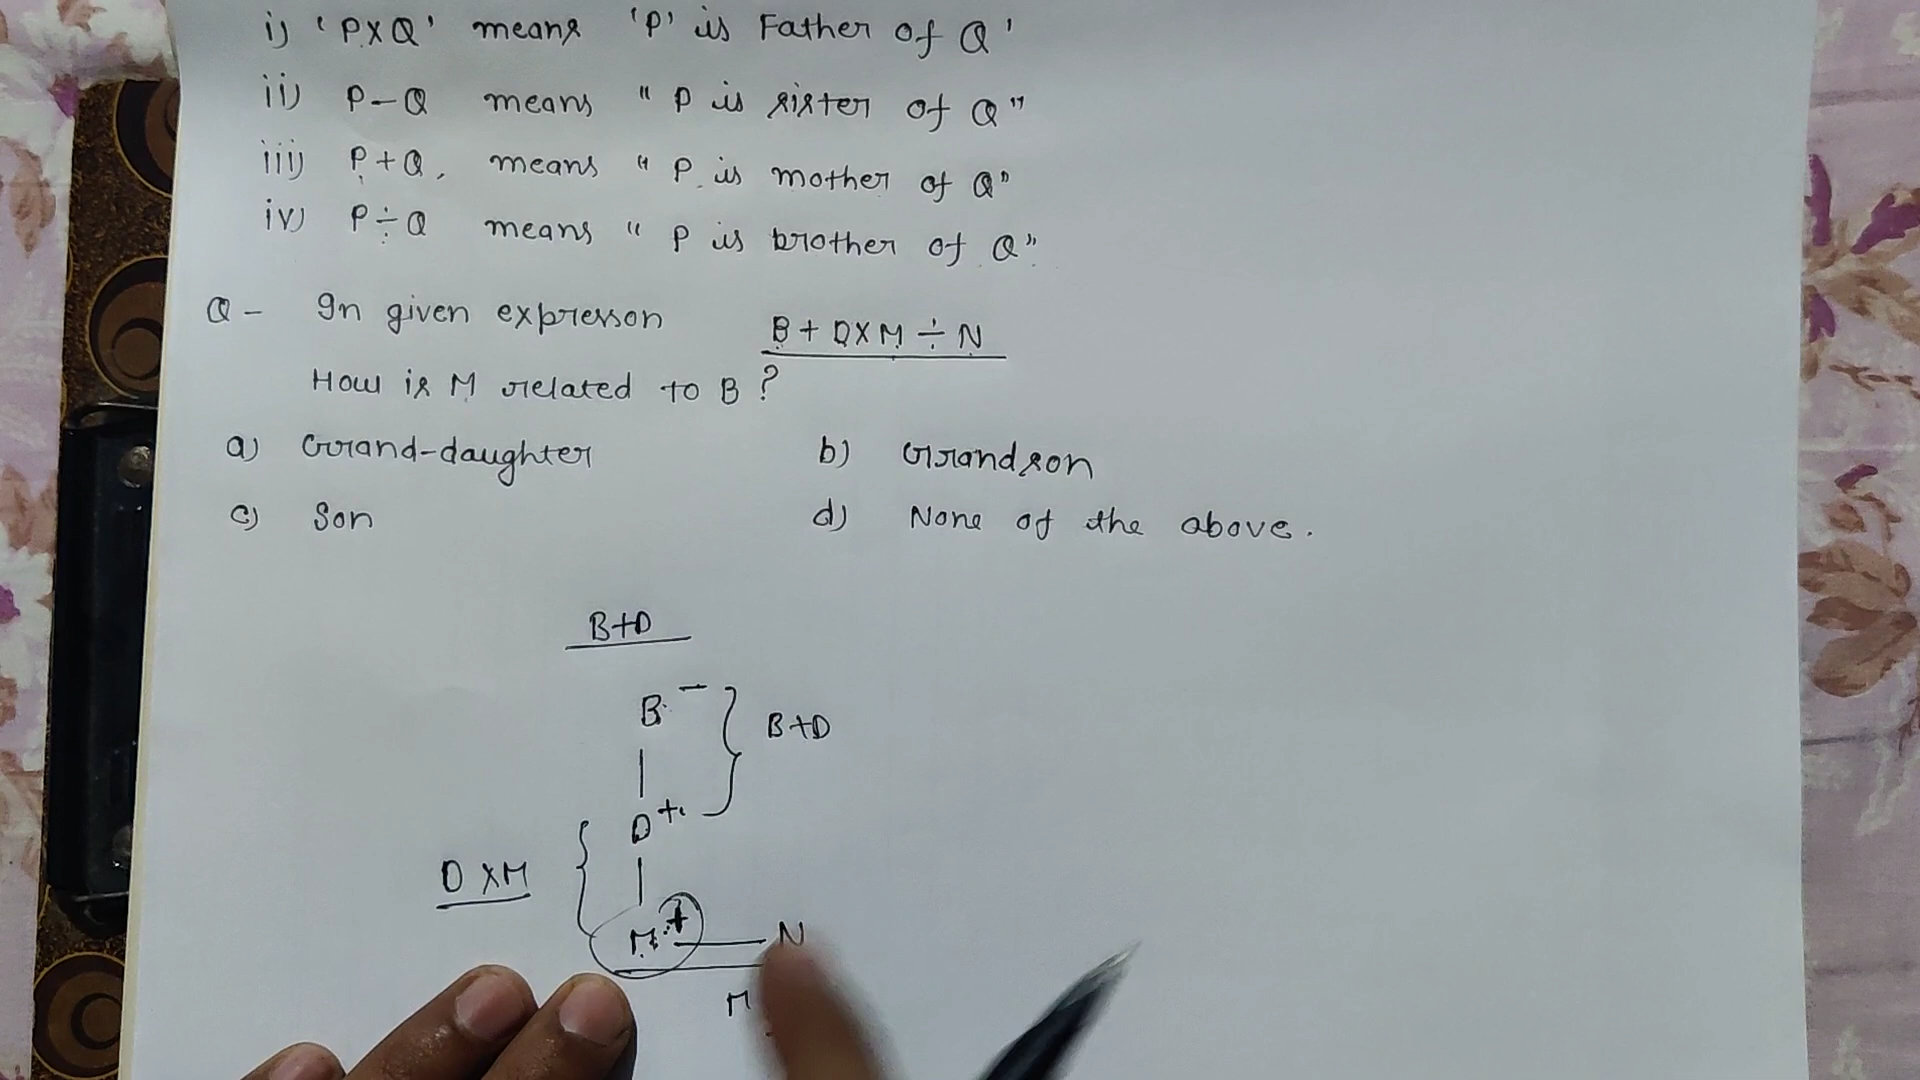 i) 'P×Q' means 'P' is Father of Q'
ii) P-Q means "P is sister of Q"
iii) P+Q, means "P is mother of Q"
iv) P÷Q means "P is brother of Q"
Q- In given expresson B+D×M÷N
How is M related to B?
a) Grand-daughter b) Grandson
c) Son d) None of the above.
B+D
B- } B+D
D+
D×M {
M+ — N
M